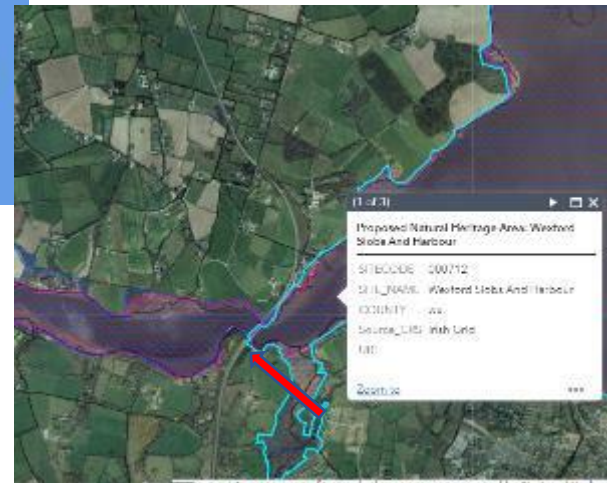 (1 of 3)
Proposed Natural Heritage Area: Wexford
Slobs And Harbour
SITECODE 000712
SITE_NAME Wexford Slobs And Harbour
COUNTY
Source_CRS Irish Grid
Zoom to